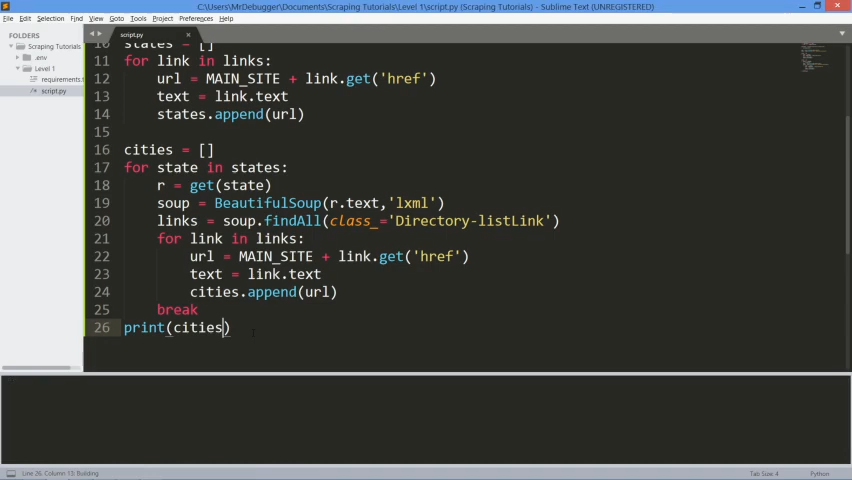 C:\Users\MrDebugger\Documents\Scraping Tutorials\Level 1\script.py (Scraping Tutorials) - Sublime Text (UNREGISTERED)
File Edit Selection Find View Goto Tools Project Preferences Help
FOLDERS
Scraping Tutorials
.env
Level 1
requirements.t
script.py
script.py
10 states = []
11 for link in links:
12 url = MAIN_SITE + link.get('href')
13 text = link.text
14 states.append(url)
15
16 cities = []
17 for state in states:
18 r = get(state)
19 soup = BeautifulSoup(r.text,'lxml')
20 links = soup.findAll(class_='Directory-listLink')
21 for link in links:
22 url = MAIN_SITE + link.get('href')
23 text = link.text
24 cities.append(url)
25 break
26 print(cities)
Line 26, Column 13; Building
Tab Size: 4 Python